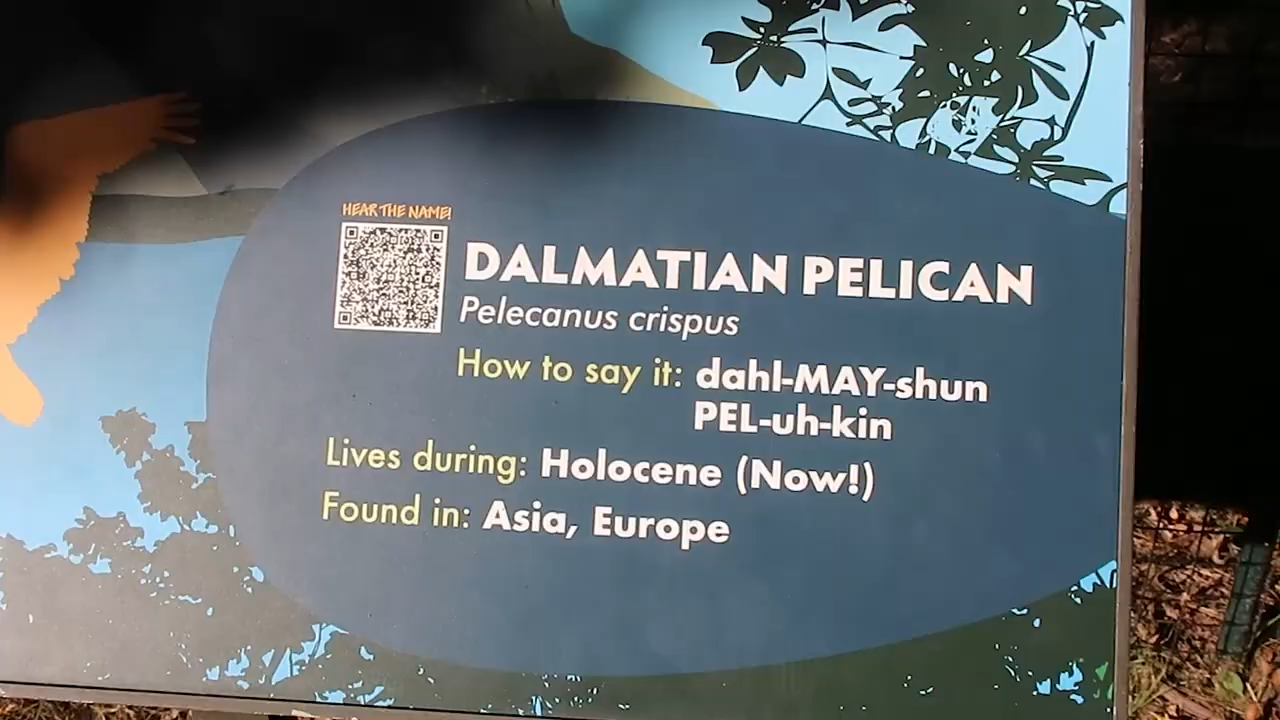 HEAR THE NAME!
DALMATIAN PELICAN
Pelecanus crispus
How to say it: dahl-MAY-shun
PEL-uh-kin
Lives during: Holocene (Now!)
Found in: Asia, Europe